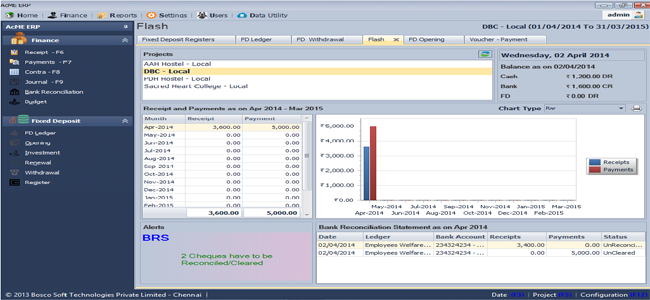 AcME ERP
Home Finance Reports Settings Users Data Utility admin
Finance
Receipt - F6
Payments - F7
Contra - F8
Journal - F9
Bank Reconciliation
Budget
Fixed Deposit
FD Ledger
Opening
Investment
Renewal
Withdrawal
Register
Flash DBC - Local (01/04/2014 To 31/03/2015)
Fixed Deposit Registers FD Ledger FD Withdrawal Flash FD Opening Voucher - Payment
Projects
AAH Hostel - Local
DBC - Local
PDH Hostel - Local
Sacred Heart College - Local
Wednesday, 02 April 2014
Balance as on 02/04/2014
Cash ₹ 1,200.00 DR
Bank ₹ 1,600.00 CR
FD ₹ 0.00 DR
Receipt and Payments as on Apr 2014 - Mar 2015
Chart Type Bar
Month Receipt Payment
Apr-2014 3,600.00 5,000.00
May-2014 0.00 0.00
Jun-2014 0.00 0.00
Jul-2014 0.00 0.00
Aug-2014 0.00 0.00
Sep-2014 0.00 0.00
Oct-2014 0.00 0.00
Nov-2014 0.00 0.00
Dec-2014 0.00 0.00
Jan-2015 0.00 0.00
Feb-2015 0.00 0.00
3,600.00 5,000.00
₹5,000.00
₹4,000.00
₹3,000.00
₹2,000.00
₹1,000.00
₹0.00
May-2014 Jul-2014 Sep-2014 Nov-2014 Jan-2015 Mar-2015
Apr-2014 Jun-2014 Aug-2014 Oct-2014 Dec-2014 Feb-2015
Receipts
Payments
Alerts
BRS
2 Cheques have to be
Reconciled/Cleared
Bank Reconciliation Statement as on Apr 2014
Date Ledger Bank Account Receipts Payments Status
02/04/2014 Employees Welfare... 234324234 - ... 3,400.00 0.00 UnReconc...
02/04/2014 Employees Welfare... 234324234 - ... 0.00 5,000.00 UnCleared
© 2013 Bosco Soft Technologies Private Limited - Chennai Date (F3) Project (F5) Configuration (F12)